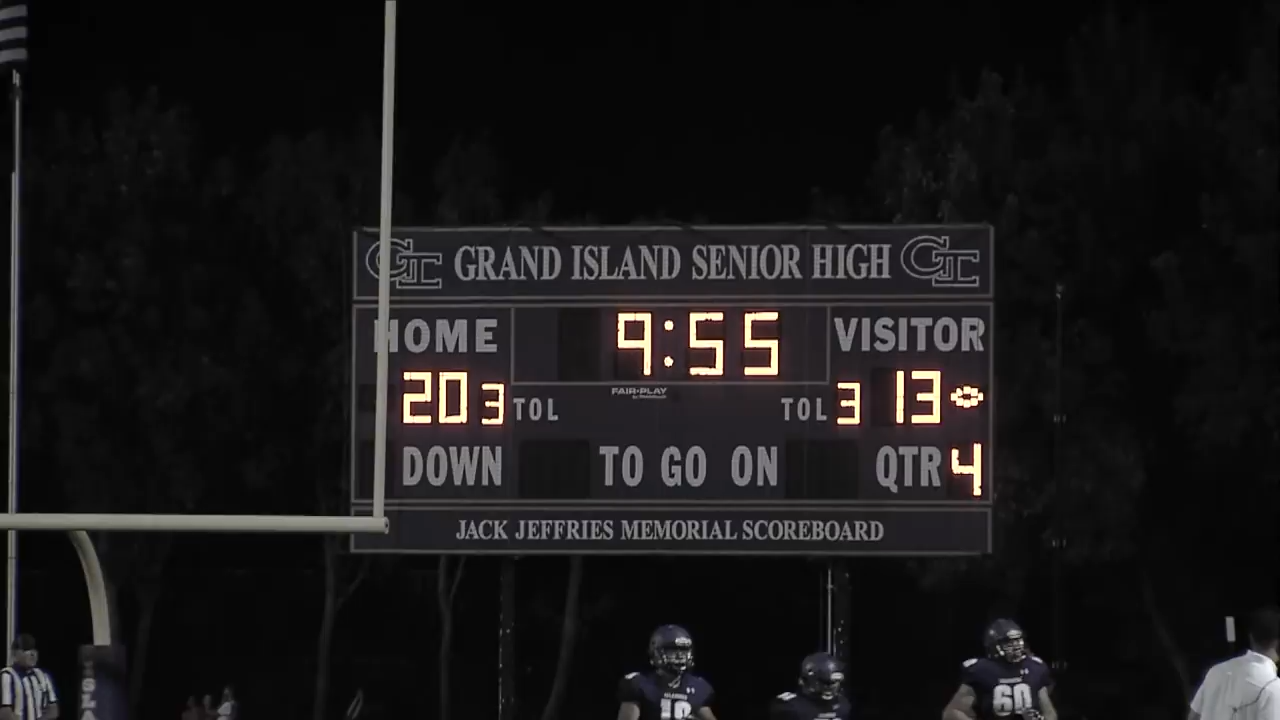 GI GRAND ISLAND SENIOR HIGH GI
HOME 9:55 VISITOR
20 3 TOL FAIR-PLAY TOL 3 13
DOWN TO GO ON QTR 4
JACK JEFFRIES MEMORIAL SCOREBOARD
60